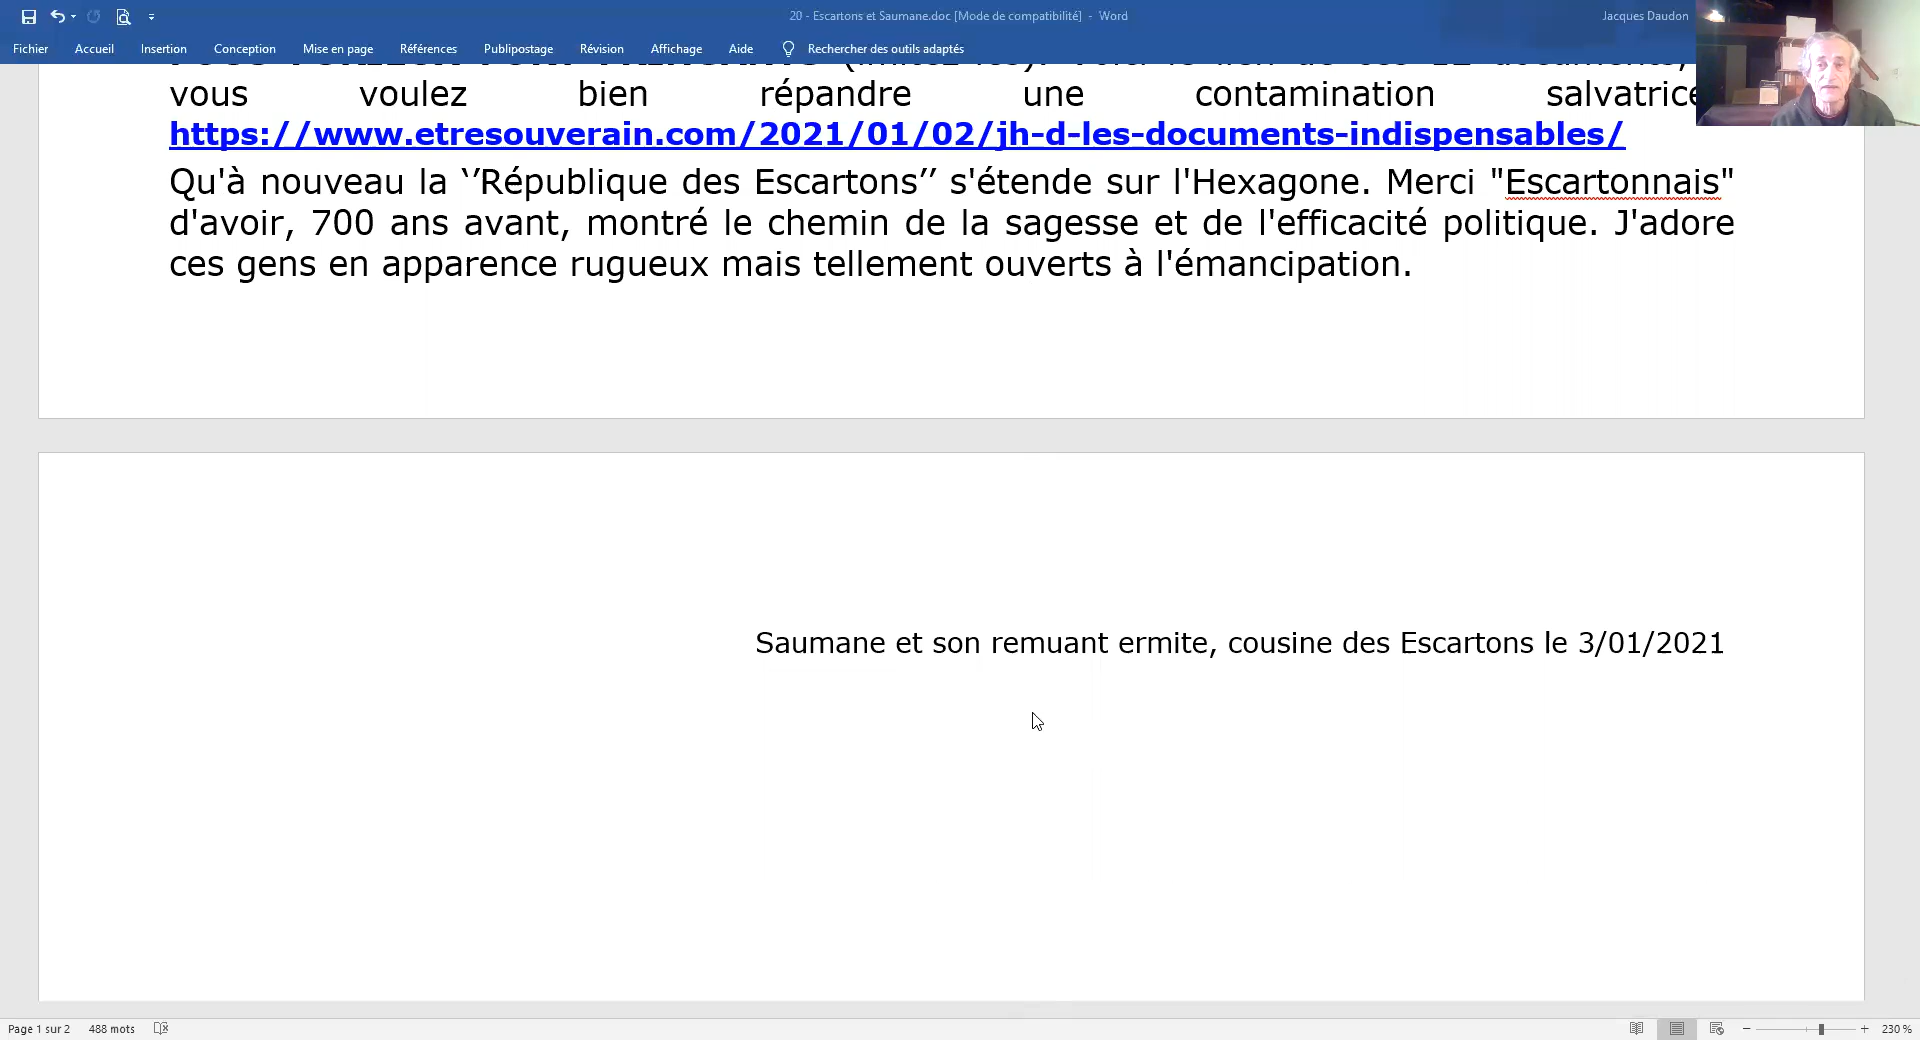 20 - Escartons et Saumane.doc [Mode de compatibilité] - Word
Jacques Daudon
Fichier Accueil Insertion Conception Mise en page Références Publipostage Révision Affichage Aide Rechercher des outils adaptés
vous voulez bien répandre une contamination
https://www.etresouverain.com/2021/01/02/jh-d-les-documents-indispensables/
Qu'à nouveau la ‘’République des Escartons’’ s'étende sur l'Hexagone. Merci "Escartonnais"
d'avoir, 700 ans avant, montré le chemin de la sagesse et de l'efficacité politique. J'adore
ces gens en apparence rugueux mais tellement ouverts à l'émancipation.
Saumane et son remuant ermite, cousine des Escartons le 3/01/2021
Page 1 sur 2 488 mots
230 %